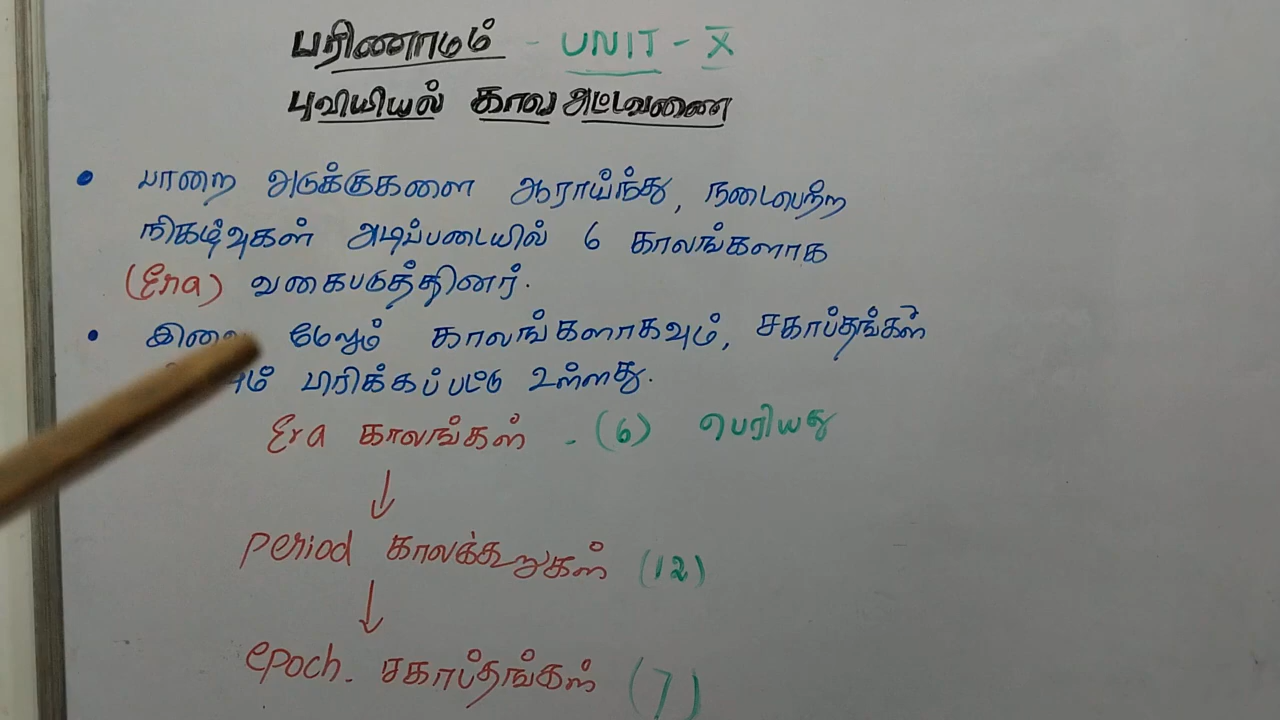 பரிணாமம் - UNIT - X
புவியியல் கால அட்டவணை
• பாறை அடுக்குகளை ஆராய்ந்து, நடைபெற்ற
நிகழ்வுகள் அடிப்படையில் 6 காலங்களாக
(Era) வகைபடுத்தினர்.
• இவை மேலும் காலங்களாகவும், சகாப்தங்கள்
பிரிக்கப்பட்டு உள்ளது.
Era காலங்கள் - (6) பெரியது
↓
Period காலக்கூறுகள் (12)
↓
epoch. சகாப்தங்கள் (7)